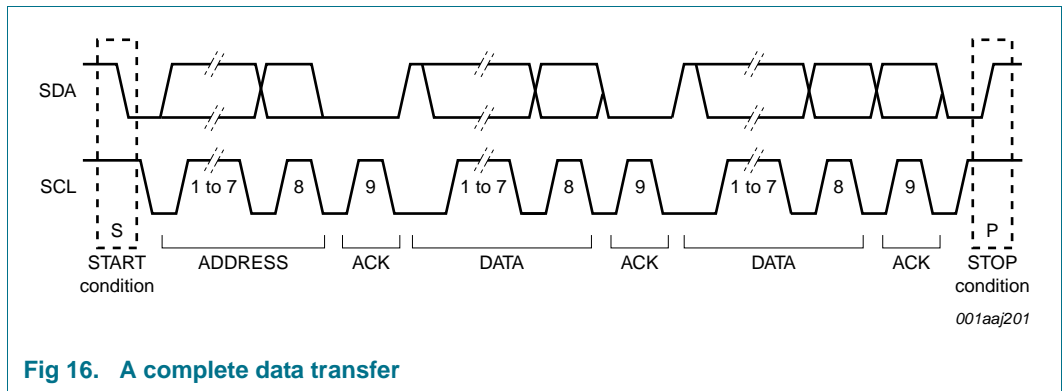 SDA
SCL
1 to 7 8 9 1 to 7 8 9 1 to 7 8 9
S P
START condition ADDRESS ACK DATA ACK DATA ACK STOP condition
001aaj201
Fig 16. A complete data transfer